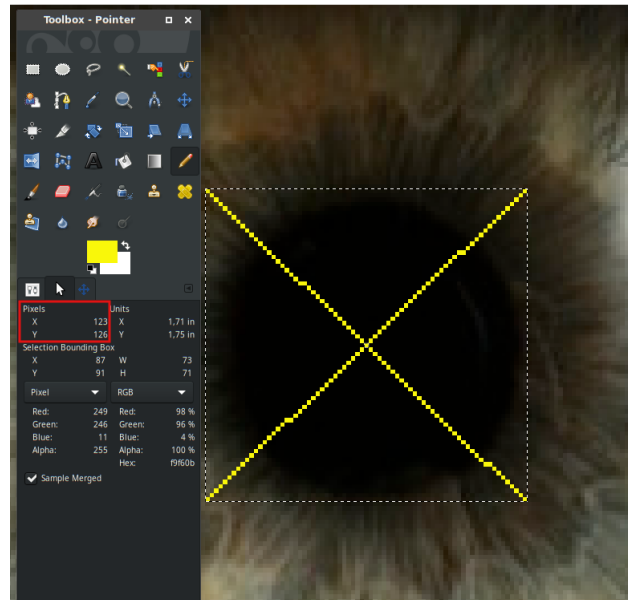 Toolbox - Pointer
Pixels Units
X 123 X 1,71 in
Y 126 Y 1,75 in
Selection Bounding Box
X 87 W 73
Y 91 H 71
Pixel RGB
Red: 249 Red: 98 %
Green: 246 Green: 96 %
Blue: 11 Blue: 4 %
Alpha: 255 Alpha: 100 %
Hex: f9f60b
Sample Merged